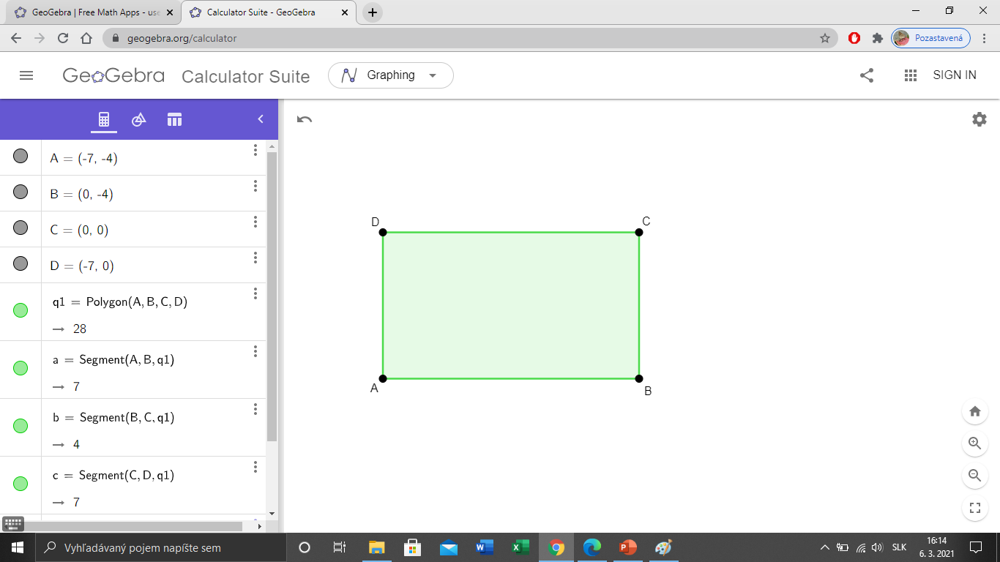 GeoGebra | Free Math Apps - use
Calculator Suite - GeoGebra
geogebra.org/calculator
Pozastavená
GeoGebra
Calculator Suite
Graphing
SIGN IN
A = (-7, -4)
B = (0, -4)
C = (0, 0)
D = (-7, 0)
q1 = Polygon(A, B, C, D)
→ 28
a = Segment(A, B, q1)
→ 7
b = Segment(B, C, q1)
→ 4
c = Segment(C, D, q1)
→ 7
D
C
A
B
Vyhľadávaný pojem napíšte sem
SLK
16:14
6. 3. 2021